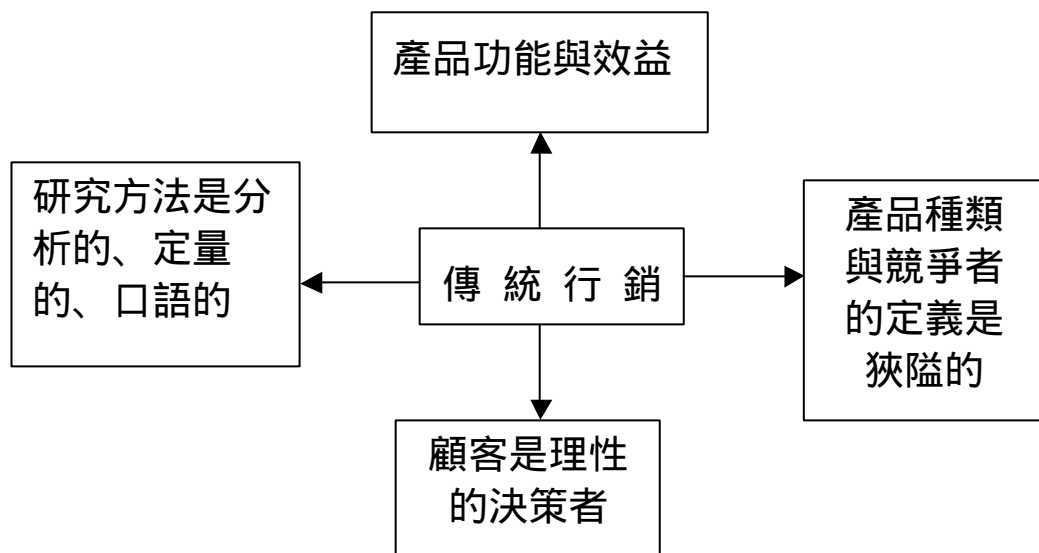 產品功能與效益
研究方法是分
析的、定量
的、口語的
傳統行銷
產品種類
與競爭者
的定義是
狹隘的
顧客是理性
的決策者